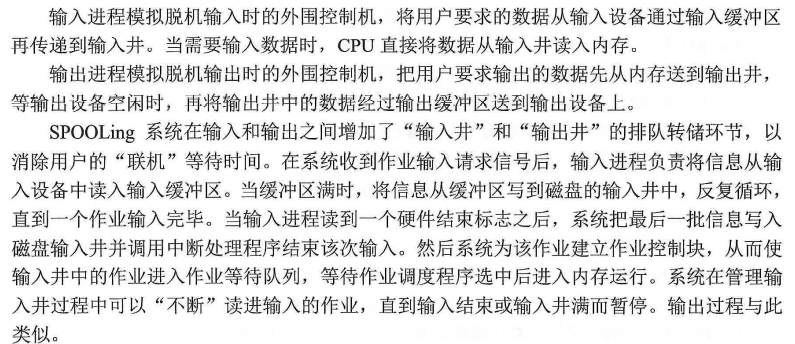 输入进程模拟脱机输入时的外围控制机，将用户要求的数据从输入设备通过输入缓冲区
再传递到输入井。当需要输入数据时，CPU 直接将数据从输入井读入内存。
输出进程模拟脱机输出时的外围控制机，把用户要求输出的数据先从内存送到输出井，
等输出设备空闲时，再将输出井中的数据经过输出缓冲区送到输出设备上。
SPOOLing 系统在输入和输出之间增加了“输入井”和“输出井”的排队转储环节，以
消除用户的“联机”等待时间。在系统收到作业输入请求信号后，输入进程负责将信息从输
入设备中读入输入缓冲区。当缓冲区满时，将信息从缓冲区写到磁盘的输入井中，反复循环，
直到一个作业输入完毕。当输入进程读到一个硬件结束标志之后，系统把最后一批信息写入
磁盘输入井并调用中断处理程序结束该次输入。然后系统为该作业建立作业控制块，从而使
输入井中的作业进入作业等待队列，等待作业调度程序选中后进入内存运行。系统在管理输
入井过程中可以“不断”读进输入的作业，直到输入结束或输入井满而暂停。输出过程与此
类似。